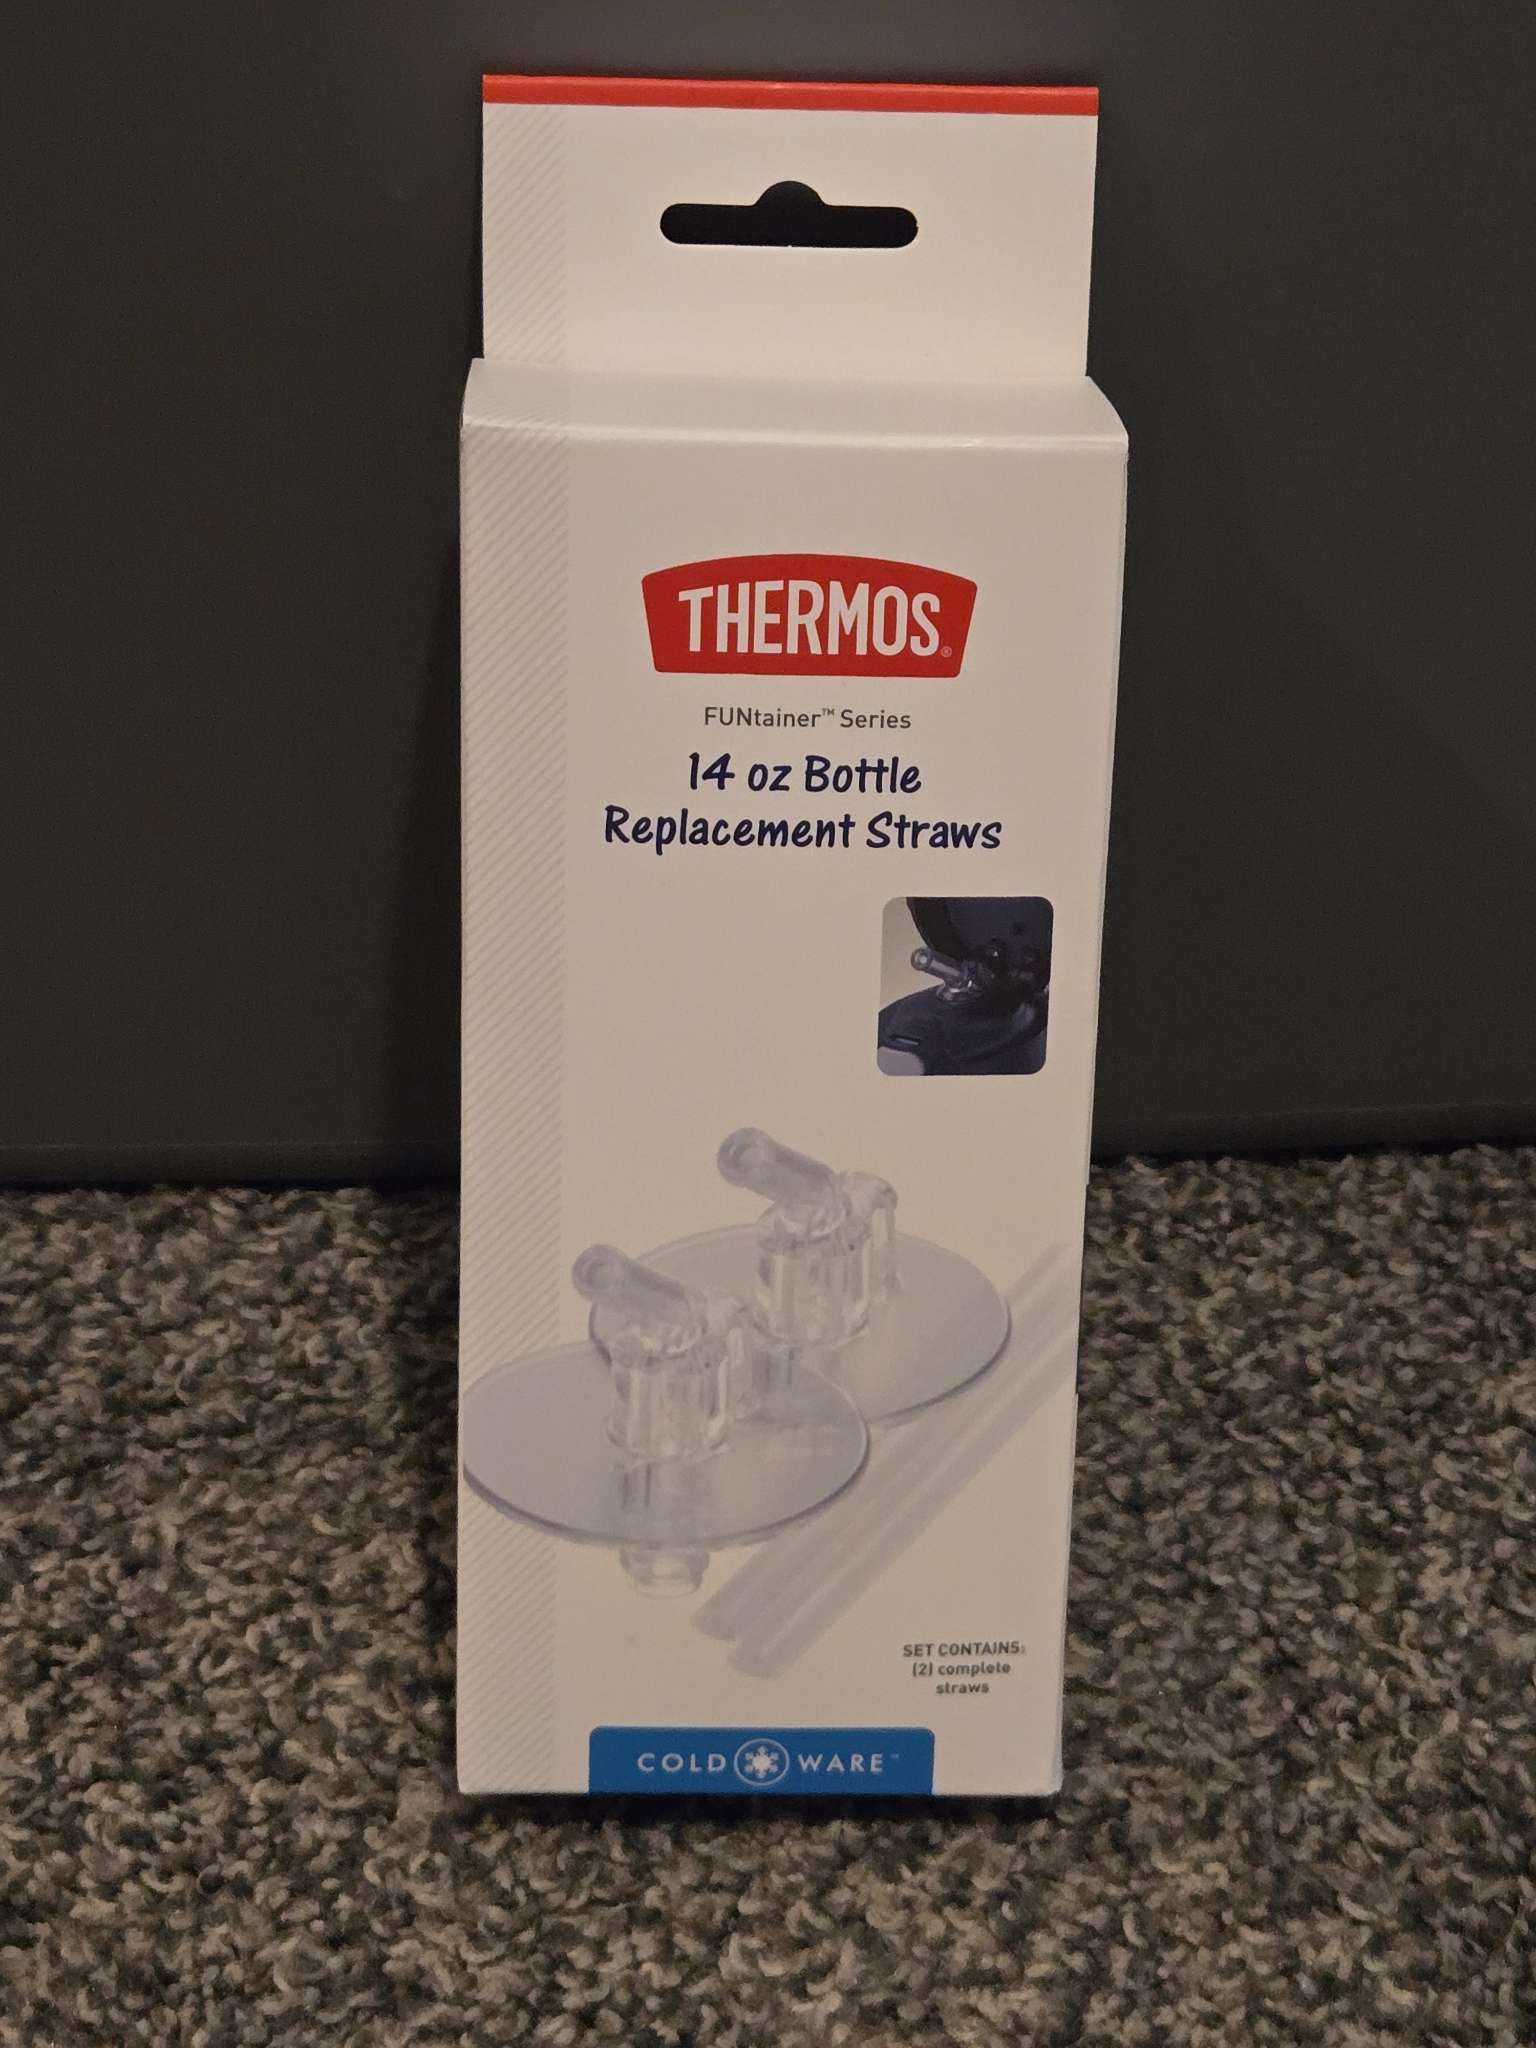 THERMOS®
FUNtainer™ Series
14 oz Bottle
Replacement Straws
SET CONTAINS:
(2) complete
straws
COLD WARE™